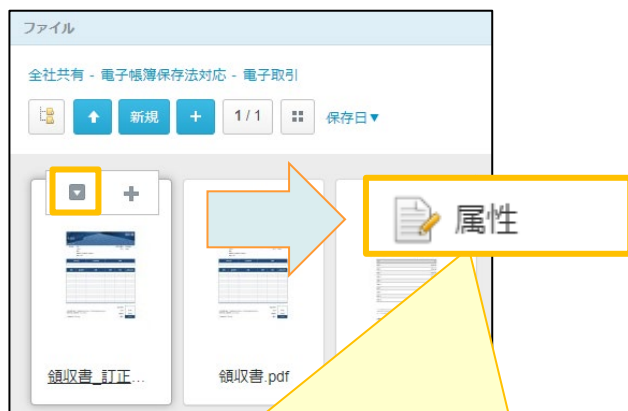 ファイル
全社共有 - 電子帳簿保存法対応 - 電子取引
新規
1 / 1
保存日▼
属性
領収書_訂正...
領収書.pdf